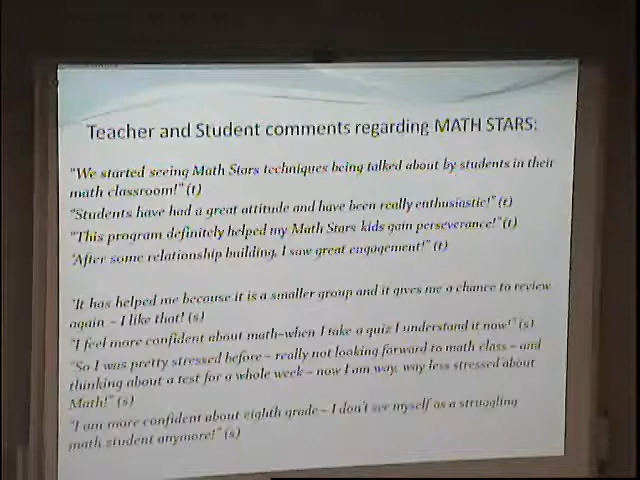 Teacher and Student comments regarding MATH STARS:
"We started seeing Math Stars techniques being talked about by students in their
math classroom!" (t)
"Students have had a great attitude and have been really enthusiastic!" (t)
"This program definitely helped my Math Stars kids gain perseverance!"(t)
"After some relationship building, I saw great engagement!" (t)
"It has helped me because it is a smaller group and it gives me a chance to review
again – I like that! (s)
"I feel more confident about math–when I take a quiz I understand it now!" (s)
"So I was pretty stressed before – really not looking forward to math class – and
thinking about a test for a whole week – now I am way, way less stressed about
Math!" (s)
"I am more confident about eighth grade – I don't see myself as a struggling
math student anymore!" (s)